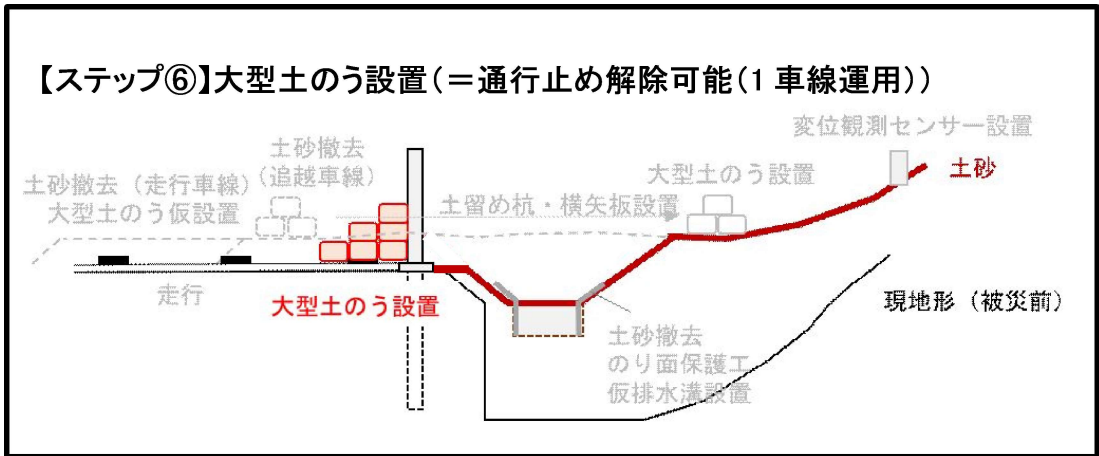 【ステップ⑥】大型土のう設置(＝通行止め解除可能(1 車線運用))
変位観測センサー設置
土砂
土砂撤去
(追越車線)
土砂撤去（走行車線）
大型土のう仮設置
大型土のう設置
土留め杭・横矢板設置
走行
大型土のう設置
現地形（被災前）
土砂撤去
のり面保護工
仮排水溝設置